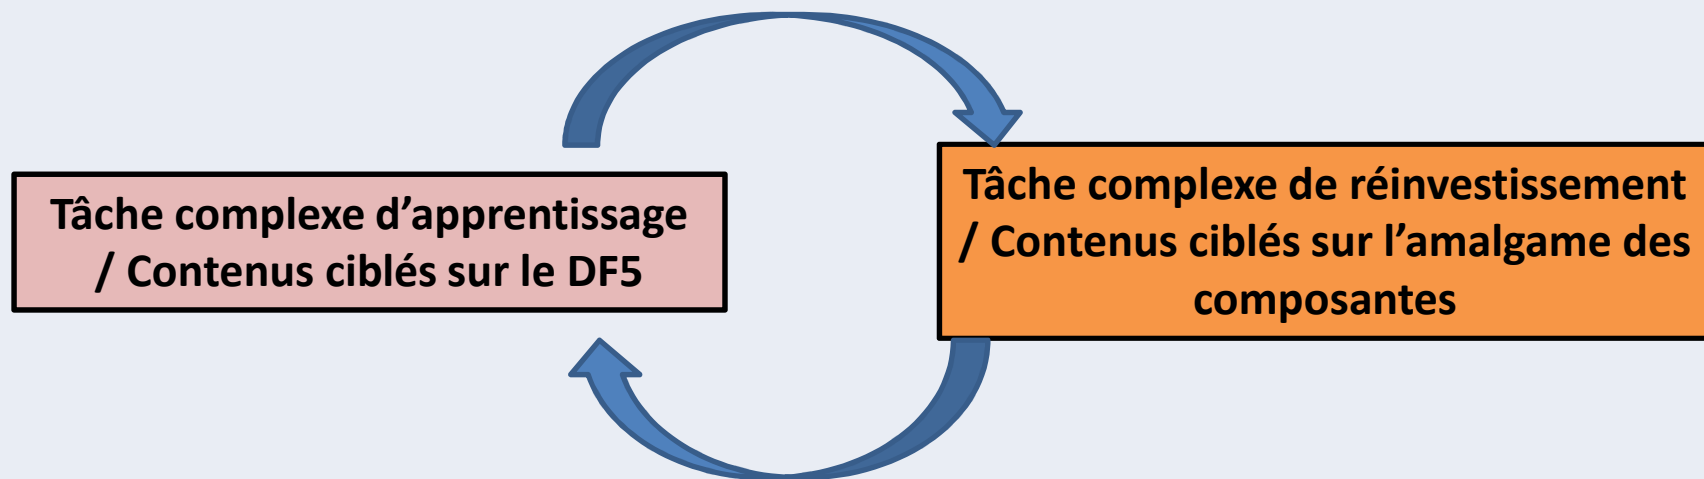 Tâche complexe d’apprentissage
/ Contenus ciblés sur le DF5
Tâche complexe de réinvestissement
/ Contenus ciblés sur l’amalgame des
composantes